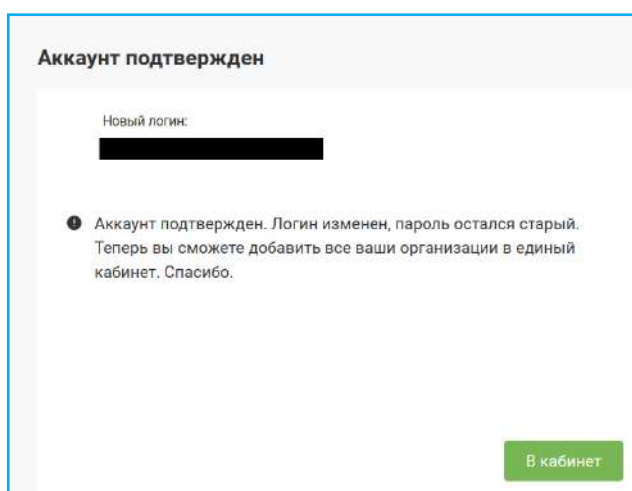 Аккаунт подтвержден
Новый логин:
Аккаунт подтвержден. Логин изменен, пароль остался старый.
Теперь вы сможете добавить все ваши организации в единый
кабинет. Спасибо.
В кабинет